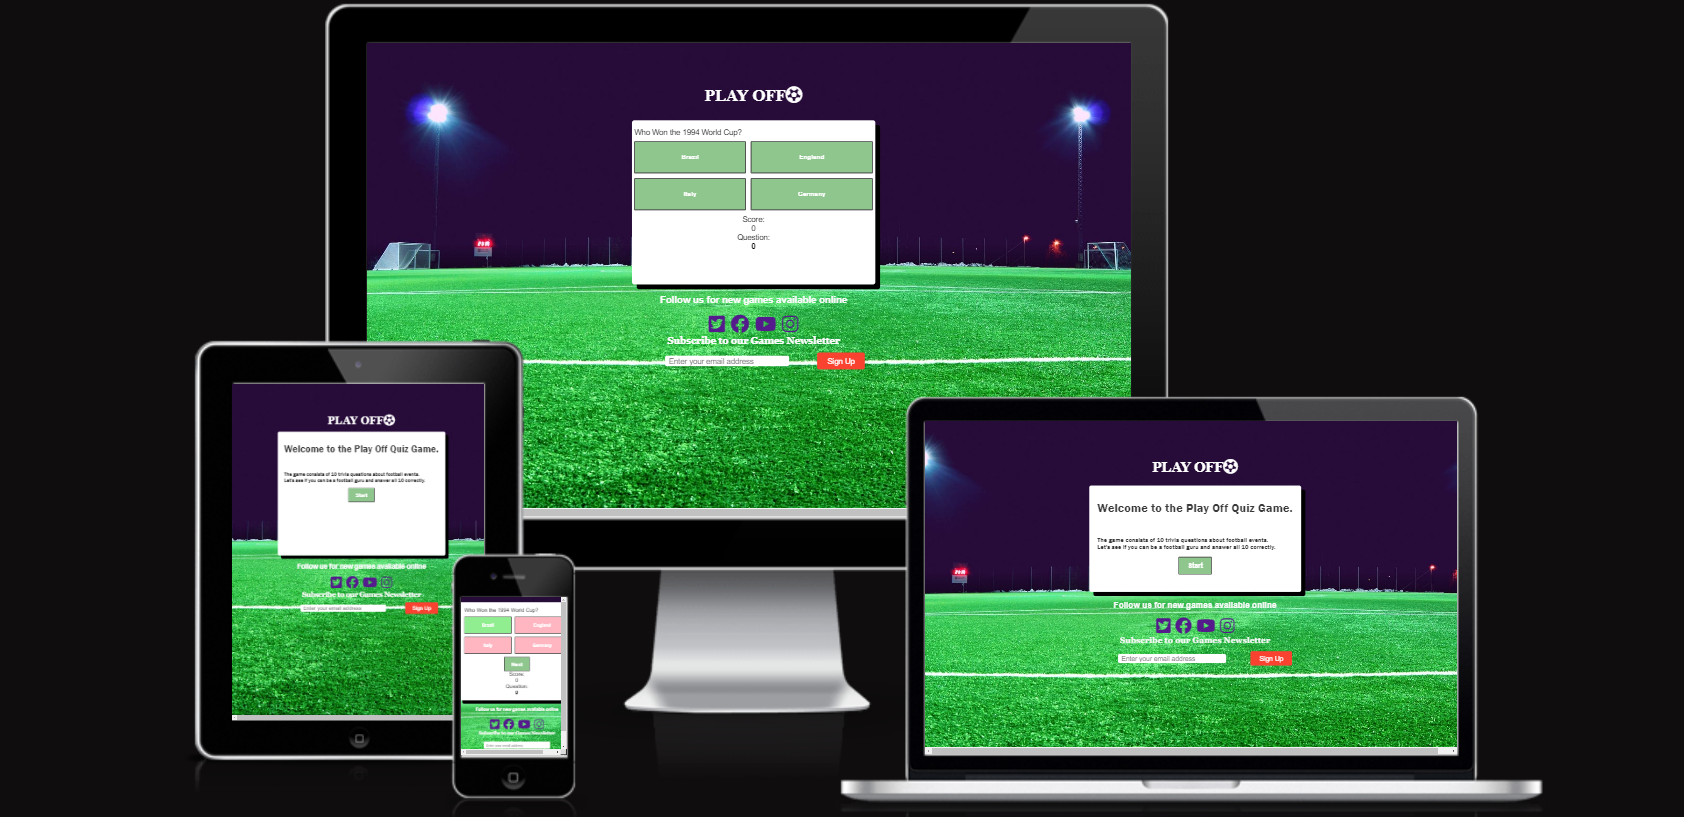 PLAY OFF
Who Won the 1994 World Cup?
Brazil England
Italy Germany
Score:
0
Question:
0
Follow us for new games available online
Subscribe to our Games Newsletter
Enter your email address Sign Up
PLAY OFF
Welcome to the Play Off Quiz Game.
The game consists of 10 trivia questions about football events.
Let's see if you can be a football guru and answer all 10 correctly.
Start
Follow us for new games available online
Subscribe to our Games Newsletter
Enter your email address Sign Up
Who Won the 1994 World Cup?
Brazil England
Italy Germany
Next
Score:
0
Question:
0
Follow us for new games available online
Subscribe to our Games Newsletter
Enter your email address
PLAY OFF
Welcome to the Play Off Quiz Game.
The game consists of 10 trivia questions about football events.
Let's see if you can be a football guru and answer all 10 correctly.
Start
Follow us for new games available online
Subscribe to our Games Newsletter
Enter your email address Sign Up